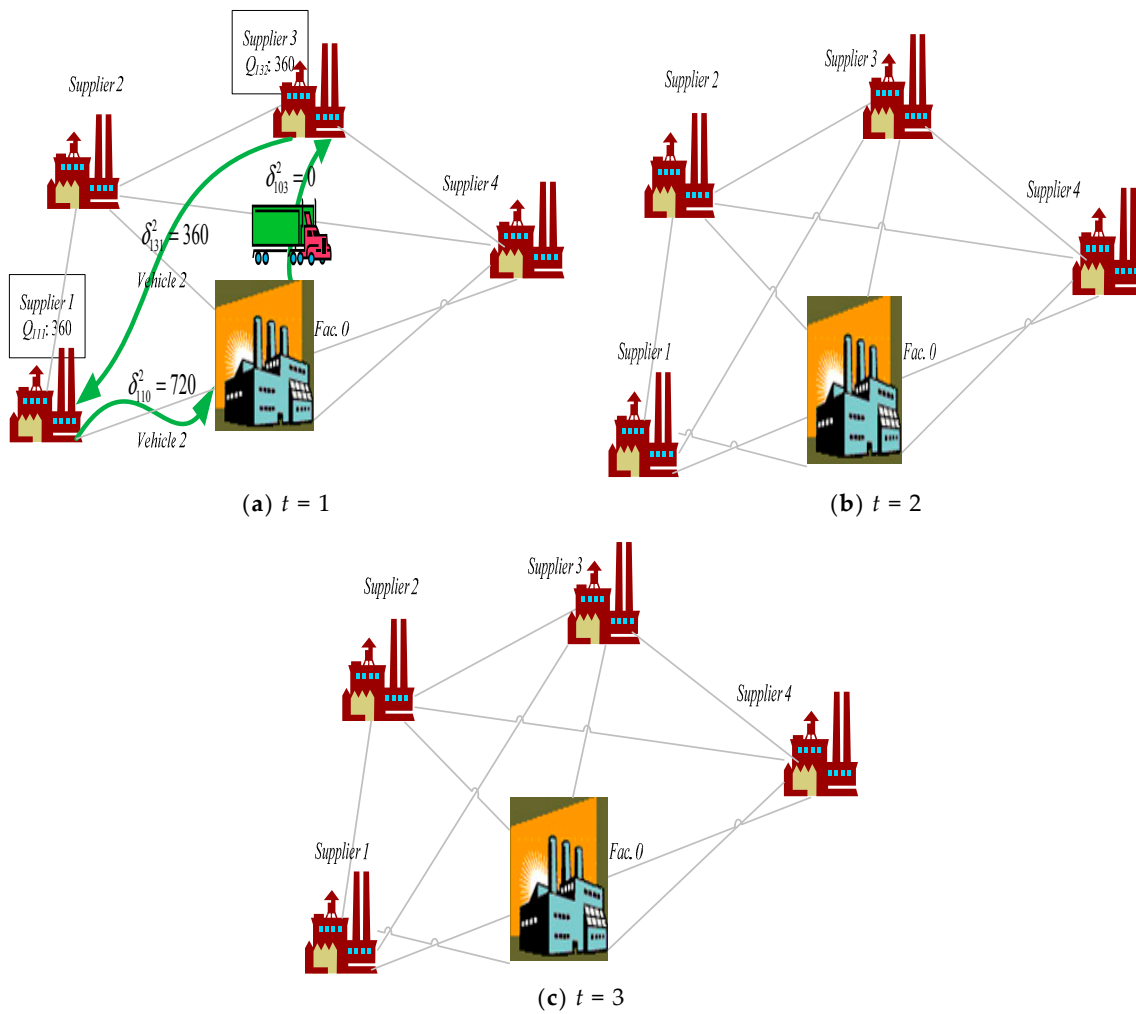 Supplier 3
Q₁₃₂: 360
Supplier 2
δ²₁₀₃ = 0
Supplier 4
δ²₁₃₁ = 360
Vehicle 2
Supplier 1
Q₁₁₁: 360
Fac. 0
δ²₁₁₀ = 720
Vehicle 2
(a) t = 1
Supplier 3
Supplier 2
Supplier 4
Supplier 1
Fac. 0
(b) t = 2
Supplier 3
Supplier 2
Supplier 4
Supplier 1
Fac. 0
(c) t = 3